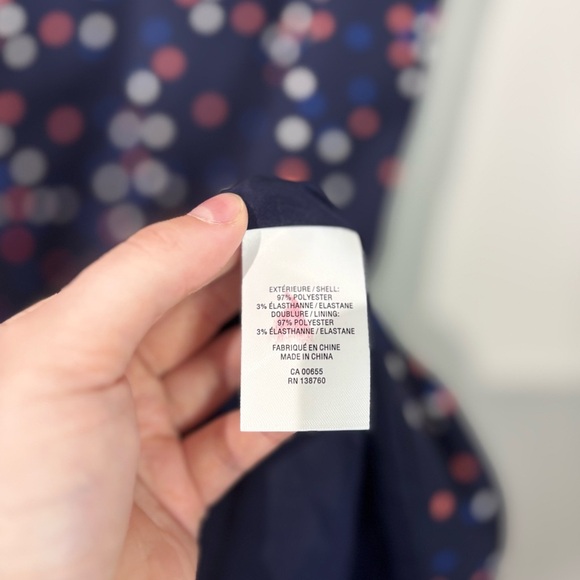 EXTÉRIEURE / SHELL:
97% POLYESTER
3% ÉLASTHANNE / ELASTANE
DOUBLURE / LINING:
97% POLYESTER
3% ÉLASTHANNE / ELASTANE
FABRIQUÉ EN CHINE
MADE IN CHINA
CA 00655
RN 138760